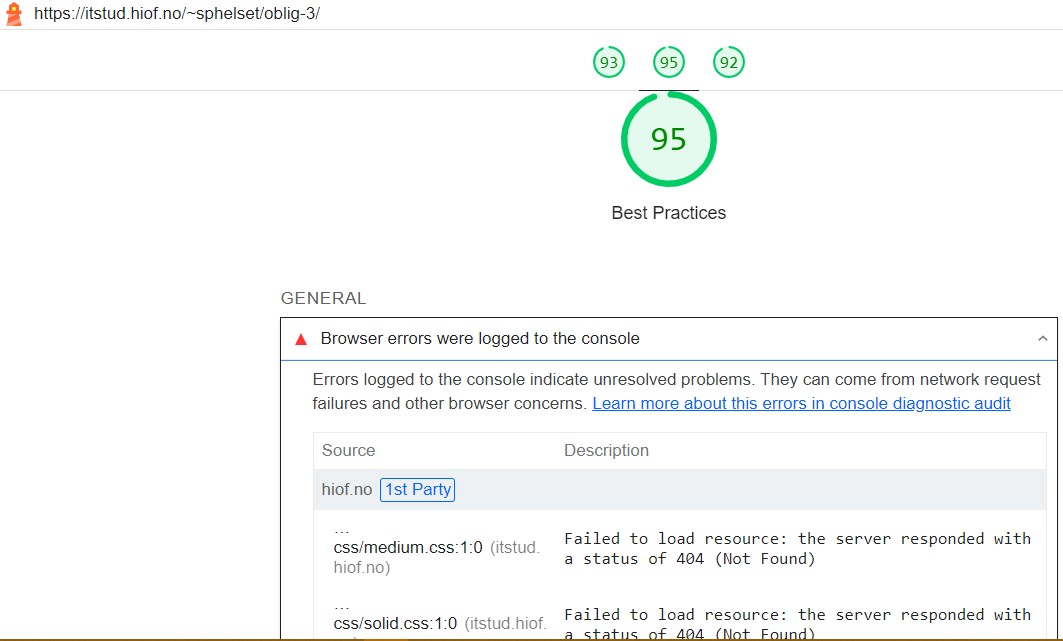 https://itstud.hiof.no/~sphelset/oblig-3/
93 95 92
95
Best Practices
GENERAL
Browser errors were logged to the console
Errors logged to the console indicate unresolved problems. They can come from network request
failures and other browser concerns. Learn more about this errors in console diagnostic audit
Source Description
hiof.no 1st Party
…
css/medium.css:1:0 (itstud.
hiof.no)
Failed to load resource: the server responded with
a status of 404 (Not Found)
…
css/solid.css:1:0 (itstud.hiof.
Failed to load resource: the server responded with
a status of 404 (Not Found)